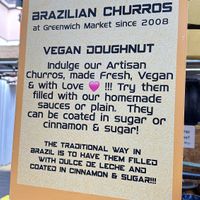 BRAZILIAN CHURROS
at Greenwich Market since 2008
VEGAN DOUGHNUT
Indulge our Artisan
Churros, made Fresh, Vegan
& with Love 💗 !!! Try them
filled with our homemade
sauces or plain. They
can be coated in sugar or
cinnamon & sugar!
THE TRADITIONAL WAY IN
BRAZIL IS TO HAVE THEM FILLED
WITH DULCE DE LECHE AND
COATED IN CINNAMON & SUGAR!!!